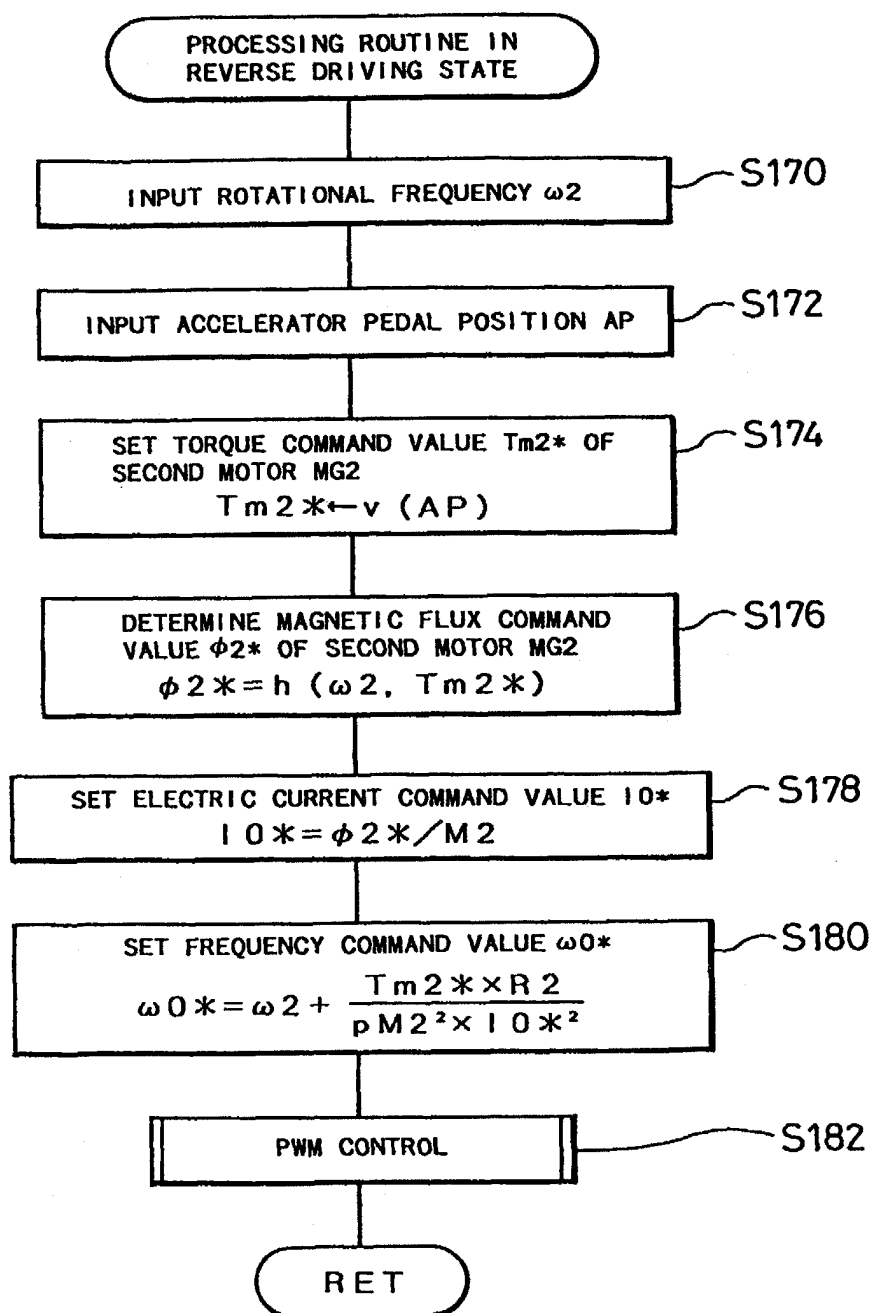 PROCESSING ROUTINE IN
REVERSE DRIVING STATE
INPUT ROTATIONAL FREQUENCY ω2
S170
INPUT ACCELERATOR PEDAL POSITION AP
S172
SET TORQUE COMMAND VALUE Tm2* OF
SECOND MOTOR MG2
Tm2*←v (AP)
S174
DETERMINE MAGNETIC FLUX COMMAND
VALUE ϕ2* OF SECOND MOTOR MG2
ϕ2*=h (ω2, Tm2*)
S176
SET ELECTRIC CURRENT COMMAND VALUE I0*
I0*=ϕ2*/M2
S178
SET FREQUENCY COMMAND VALUE ω0*
ω0*=ω2+ Tm2*×R2
pM2²×I0*²
S180
PWM CONTROL
S182
RET